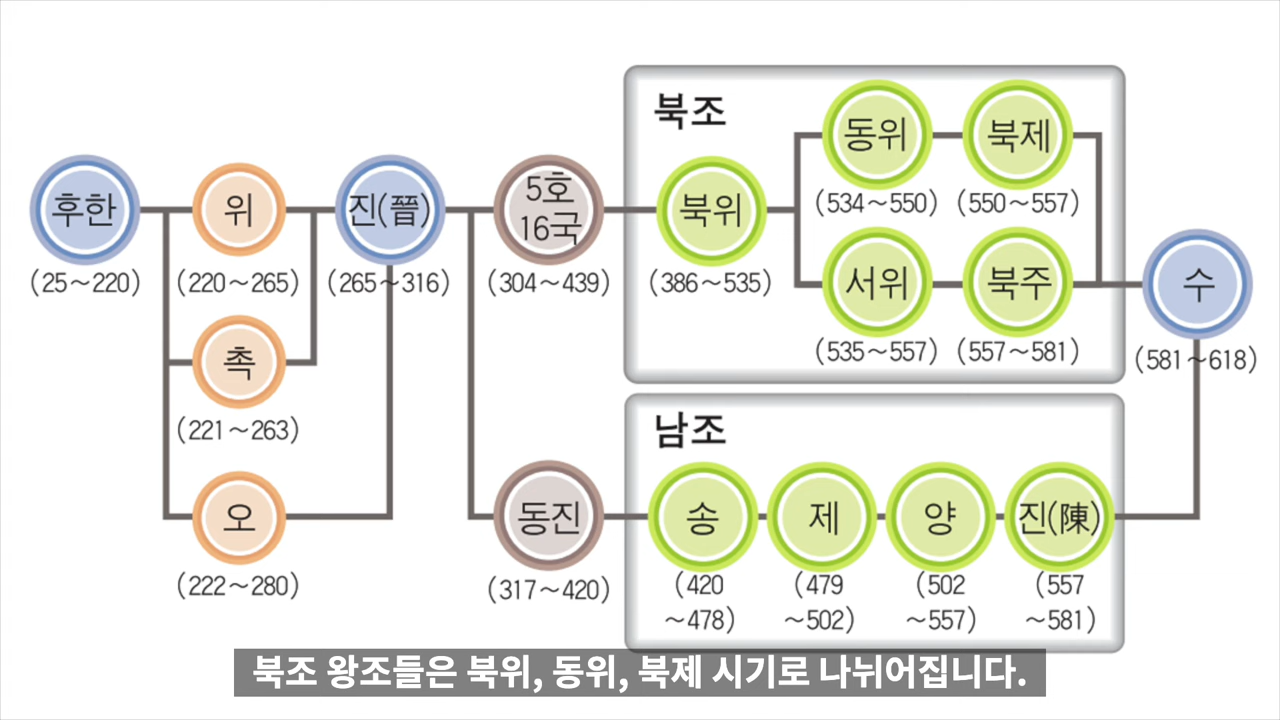 북조
동위
북제
(534~550)
(550~557)
후한
위
진(晉)
5호
16국
북위
(25~220)
(220~265)
(265~316)
(304~439)
(386~535)
서위
북주
수
(535~557)
(557~581)
(581~618)
촉
(221~263)
남조
오
동진
송
제
양
진(陳)
(222~280)
(317~420)
(420
~478)
(479
~502)
(502
~557)
(557
~581)
북조 왕조들은 북위, 동위, 북제 시기로 나뉘어집니다.